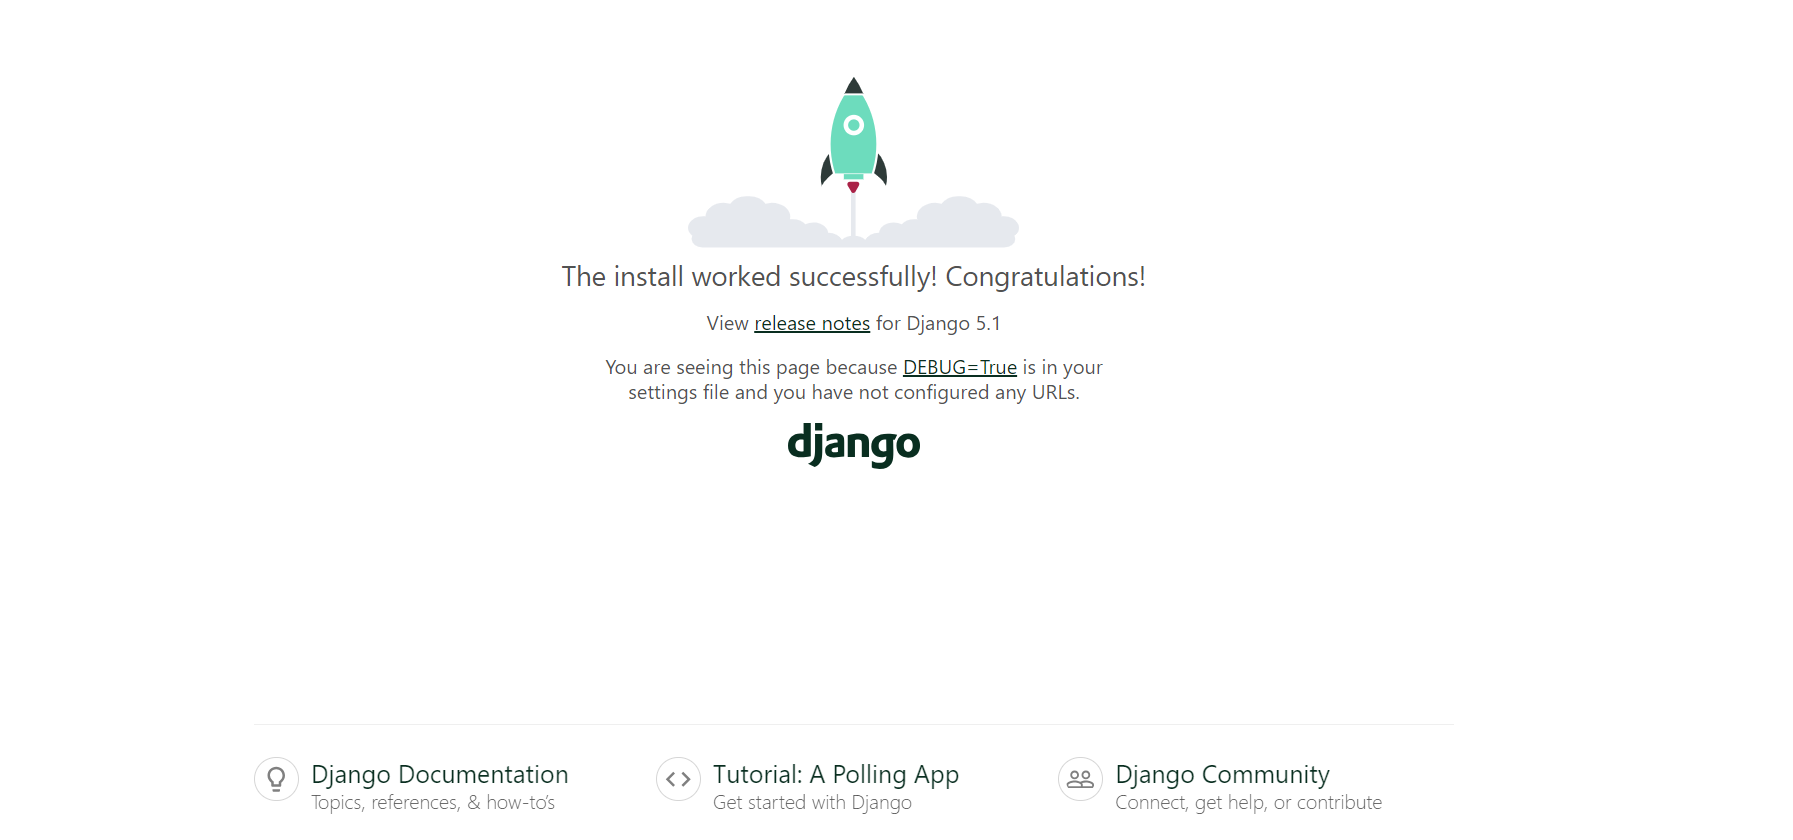 The install worked successfully! Congratulations!
View release notes for Django 5.1
You are seeing this page because DEBUG=True is in your
settings file and you have not configured any URLs.
django
Django Documentation
Topics, references, & how-to’s
Tutorial: A Polling App
Get started with Django
Django Community
Connect, get help, or contribute